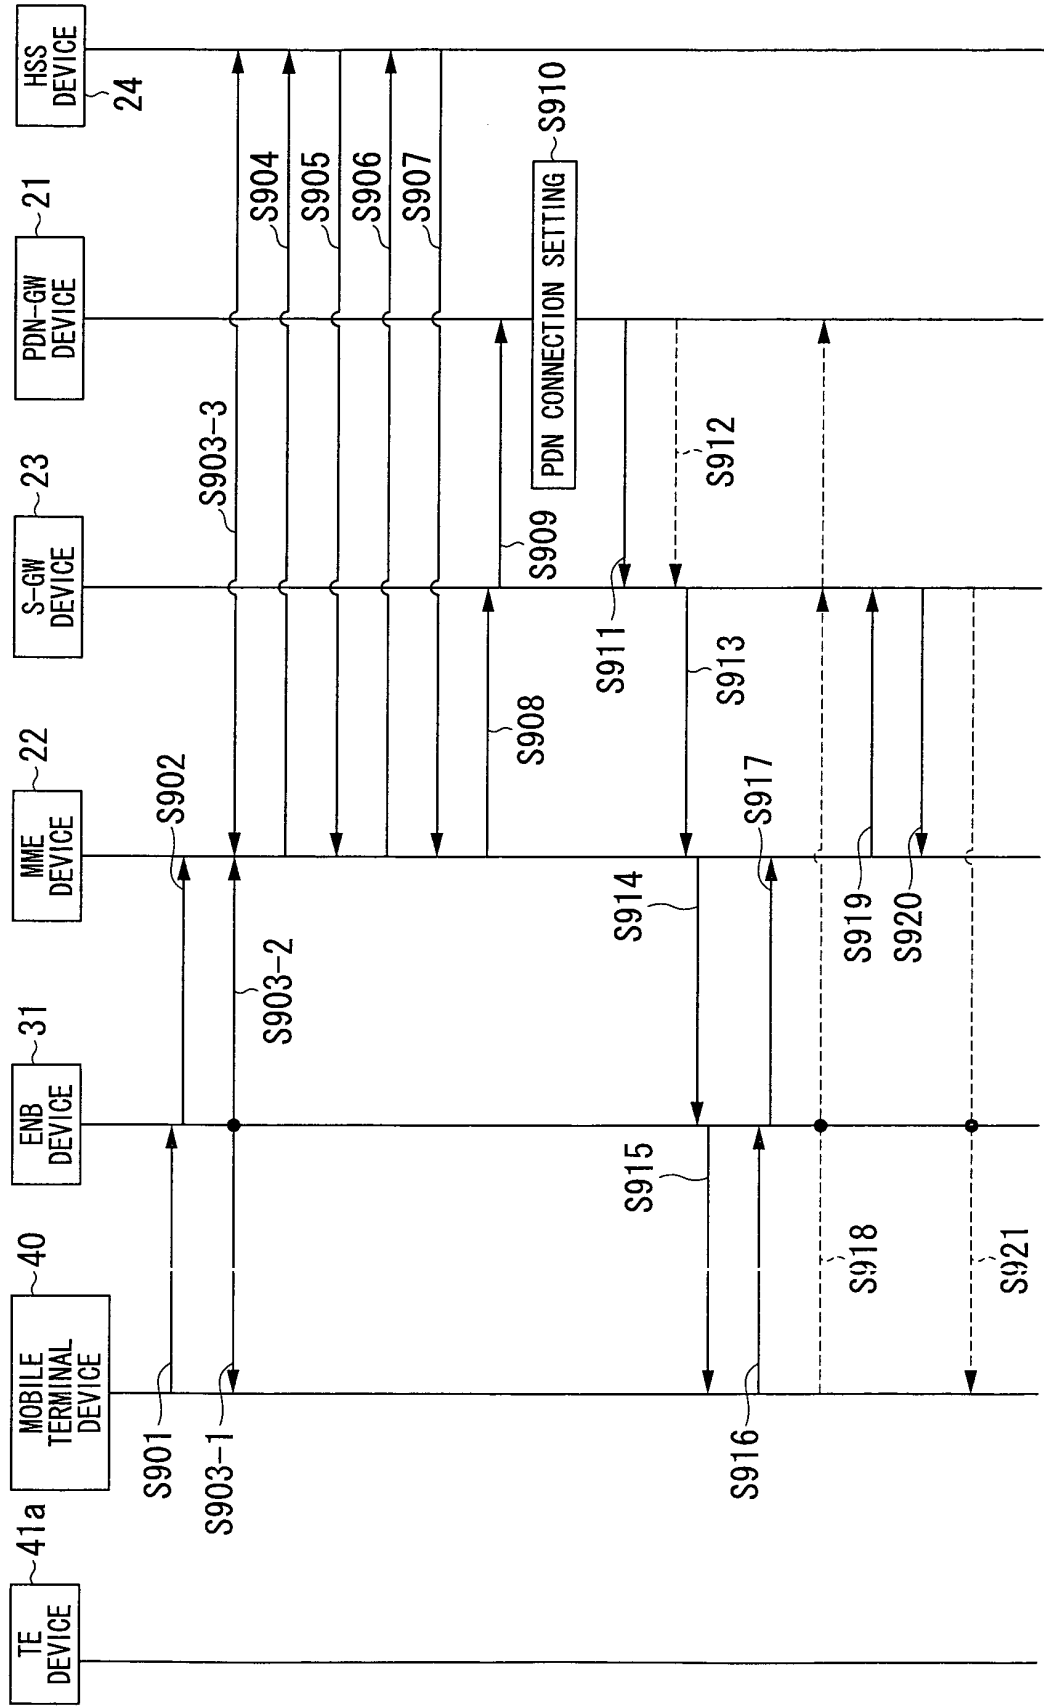 TE
DEVICE
41a
MOBILE
TERMINAL
DEVICE
40
ENB
DEVICE
31
MME
DEVICE
22
S-GW
DEVICE
23
PDN-GW
DEVICE
21
HSS
DEVICE
24
S901
S902
S903-1
S903-2
S903-3
S904
S905
S906
S907
S908
S909
PDN CONNECTION SETTING
S910
S911
S912
S913
S914
S915
S916
S917
S918
S919
S920
S921